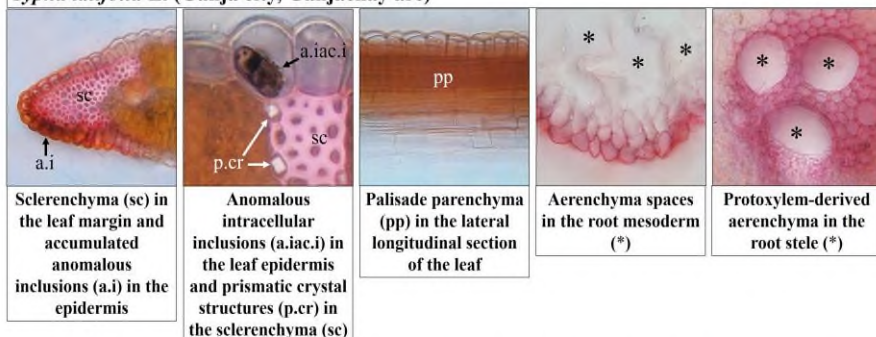 a.i
sc
a.iac.i
p.cr
sc
pp
* * *
* * *
Sclerenchyma (sc) in
the leaf margin and
accumulated
anomalous
inclusions (a.i) in the
epidermis
Anomalous
intracellular
inclusions (a.iac.i) in
the leaf epidermis
and prismatic crystal
structures (p.cr) in
the sclerenchyma (sc)
Palisade parenchyma
(pp) in the lateral
longitudinal section
of the leaf
Aerenchyma spaces
in the root mesoderm
(*)
Protoxylem-derived
aerenchyma in the
root stele (*)